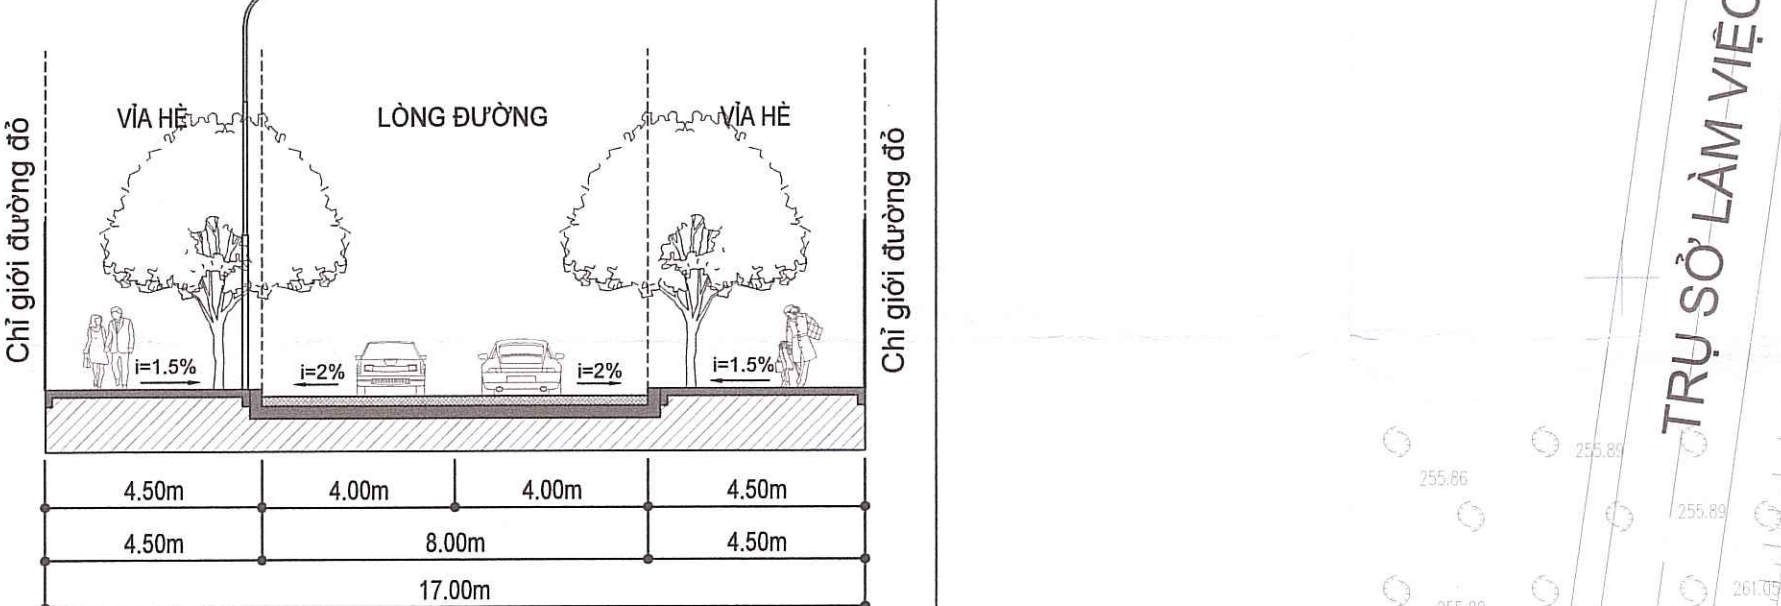 VỈA HÈ
LÒNG ĐƯỜNG
VỈA HÈ
Chỉ giới đường đỏ
Chỉ giới đường đỏ
i=1.5%
i=2%
i=2%
i=1.5%
4.50m
4.00m
4.00m
4.50m
4.50m
8.00m
4.50m
17.00m
TRỤ SỞ LÀM VIỆC
255.89
255.86
255.89
261.05